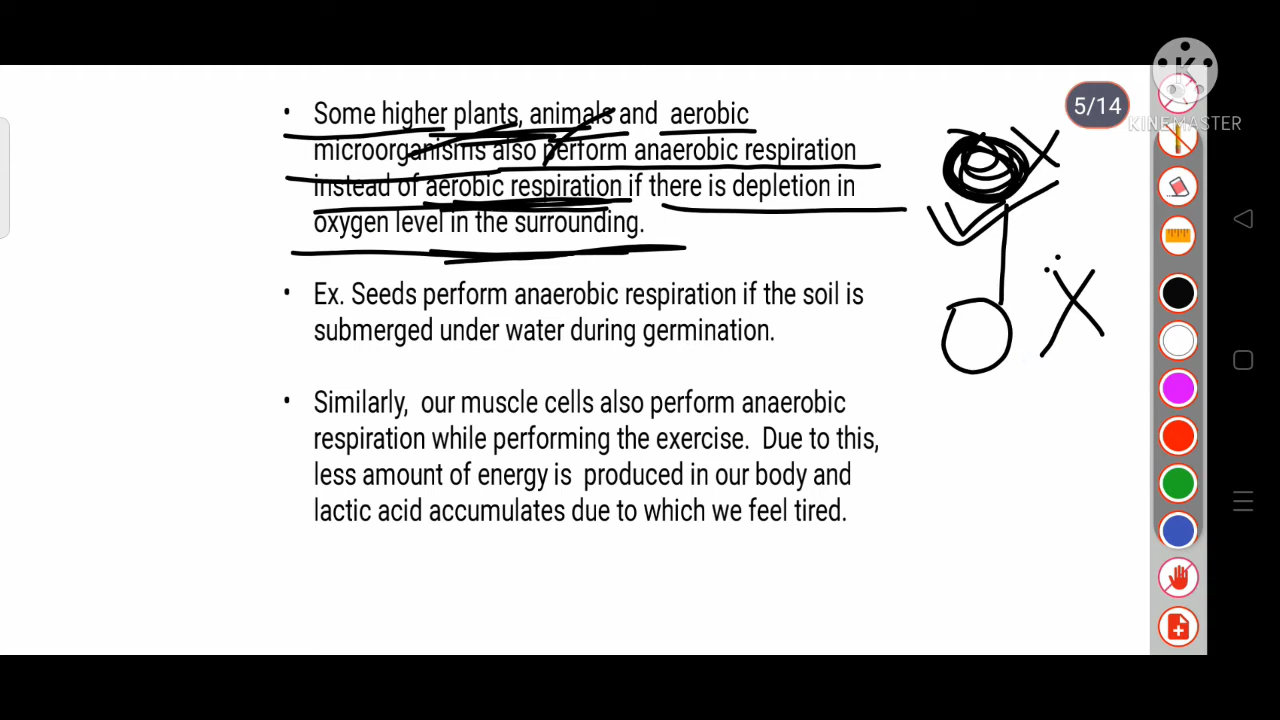 5/14
KINEMASTER
• Some higher plants, animals and aerobic
microorganisms also perform anaerobic respiration
instead of aerobic respiration if there is depletion in
oxygen level in the surrounding.
• Ex. Seeds perform anaerobic respiration if the soil is
submerged under water during germination.
• Similarly, our muscle cells also perform anaerobic
respiration while performing the exercise. Due to this,
less amount of energy is produced in our body and
lactic acid accumulates due to which we feel tired.